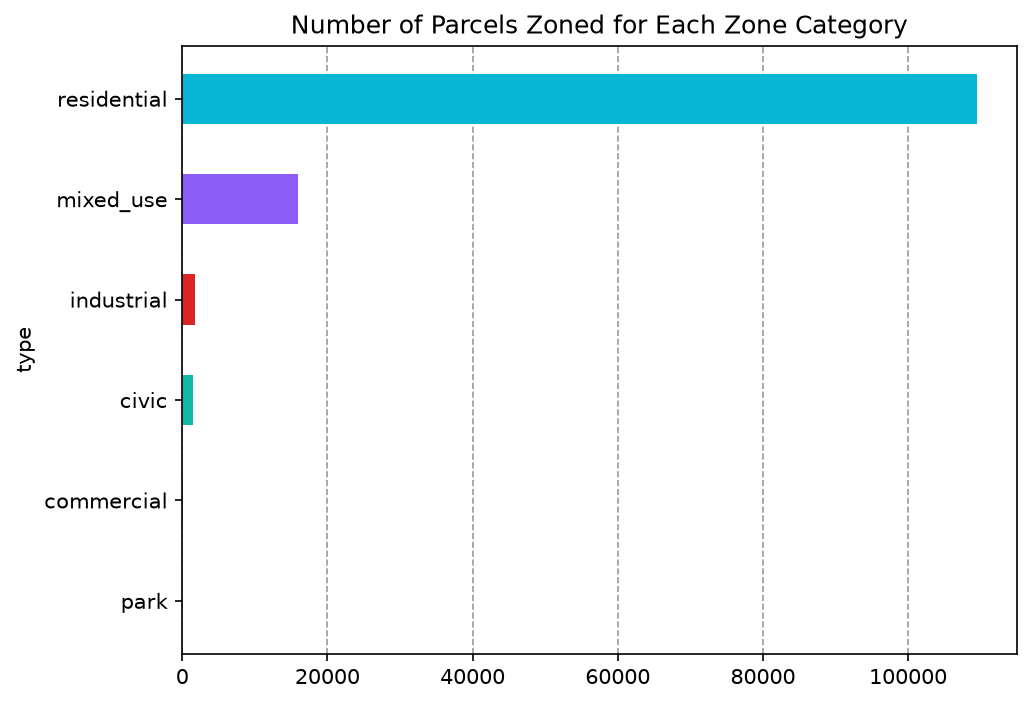 Number of Parcels Zoned for Each Zone Category
residential
mixed_use
industrial
civic
commercial
park
type
0 20000 40000 60000 80000 100000